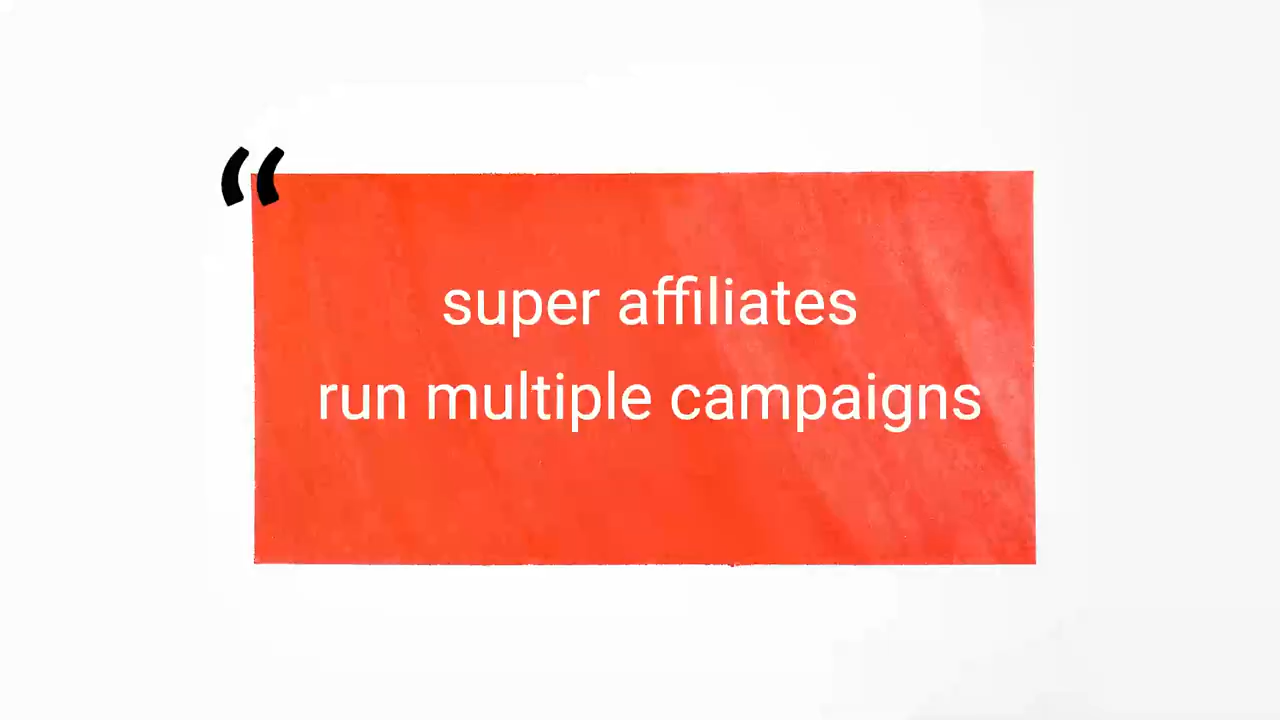 “
super affiliates
run multiple campaigns